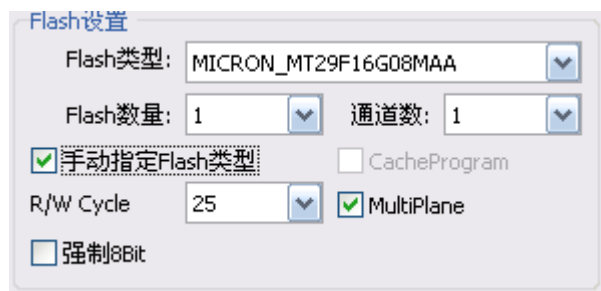 Flash设置
Flash类型: MICRON_MT29F16G08MAA
Flash数量: 1 通道数: 1
手动指定Flash类型 CacheProgram
R/W Cycle 25 MultiPlane
强制8Bit